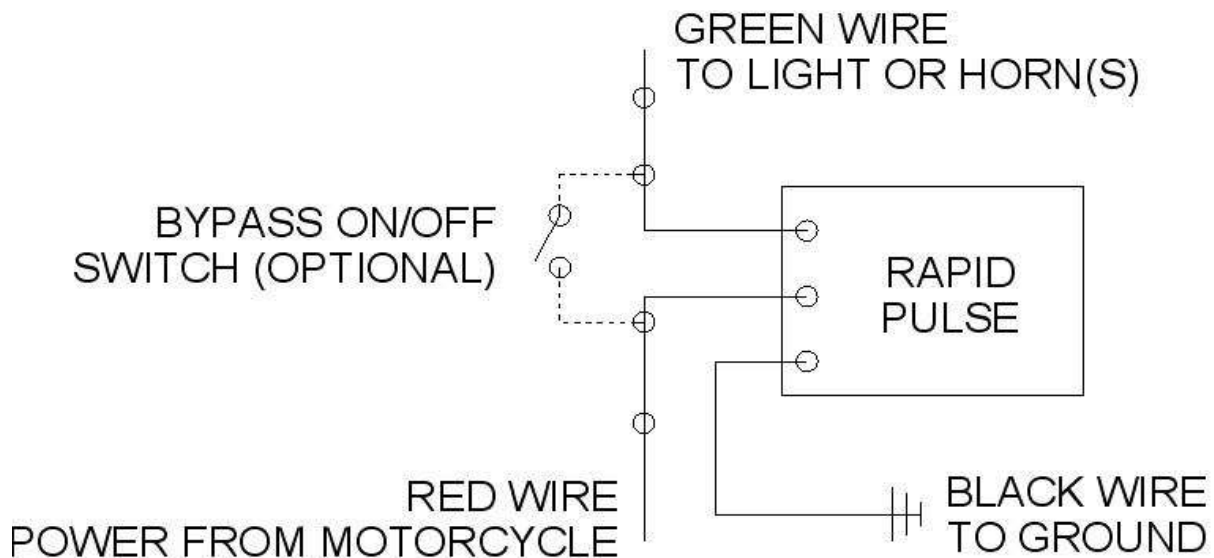 GREEN WIRE
TO LIGHT OR HORN(S)
BYPASS ON/OFF
SWITCH (OPTIONAL)
RAPID
PULSE
RED WIRE
POWER FROM MOTORCYCLE
BLACK WIRE
TO GROUND